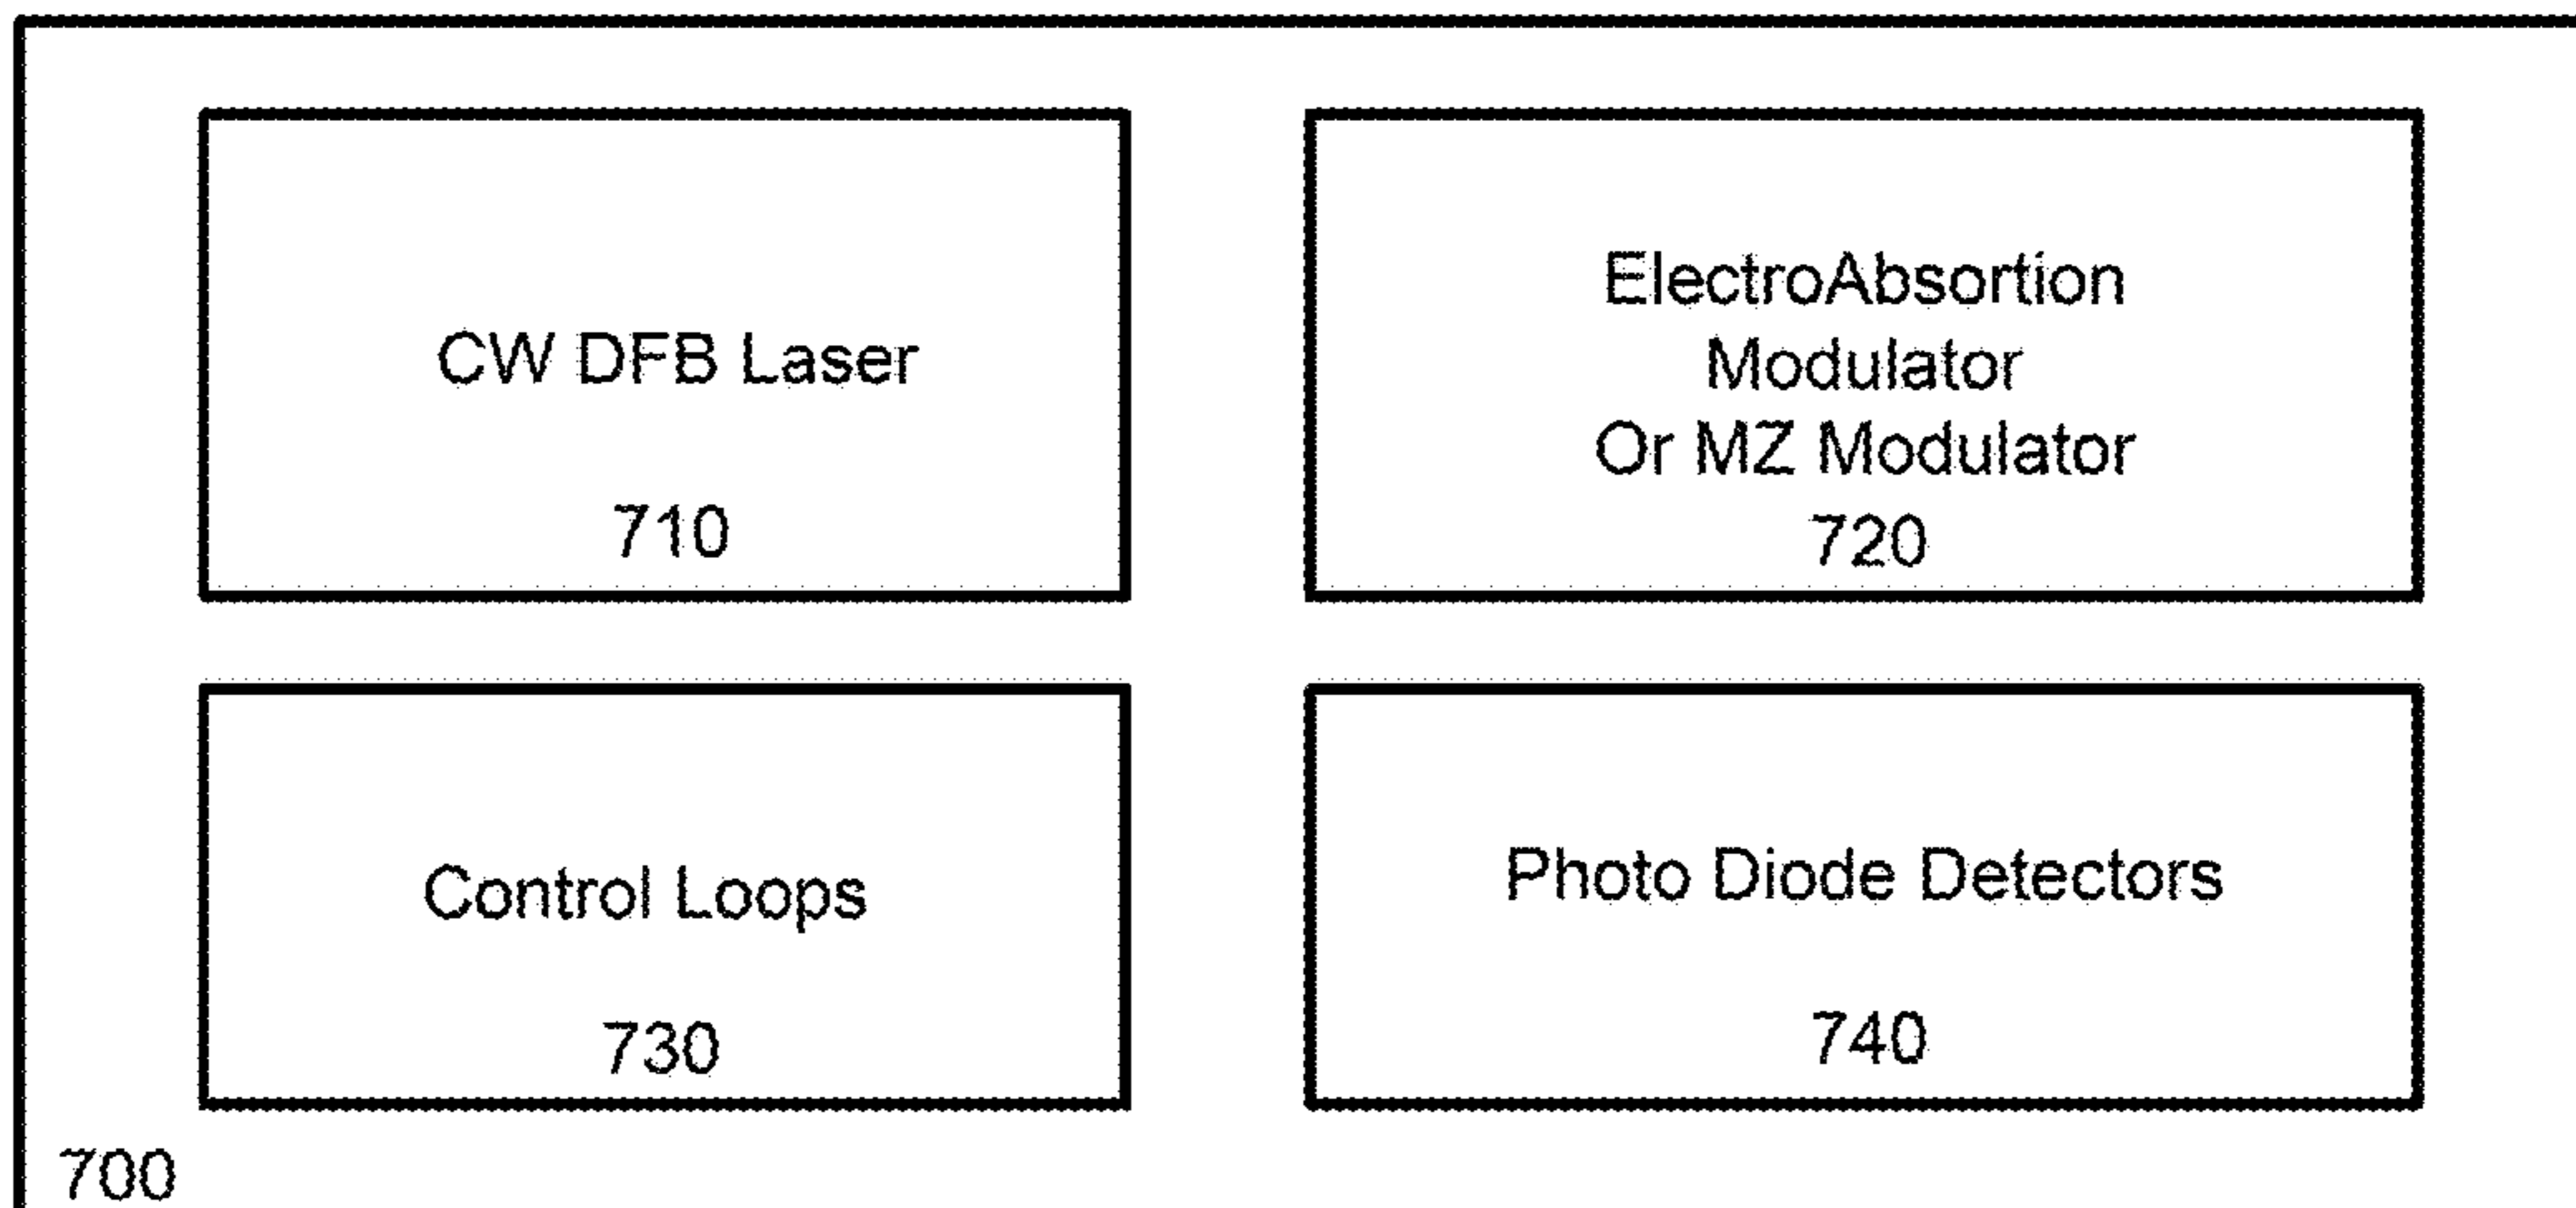 CW DFB Laser
710
ElectroAbsortion
Modulator
Or MZ Modulator
720
Control Loops
730
Photo Diode Detectors
740
700